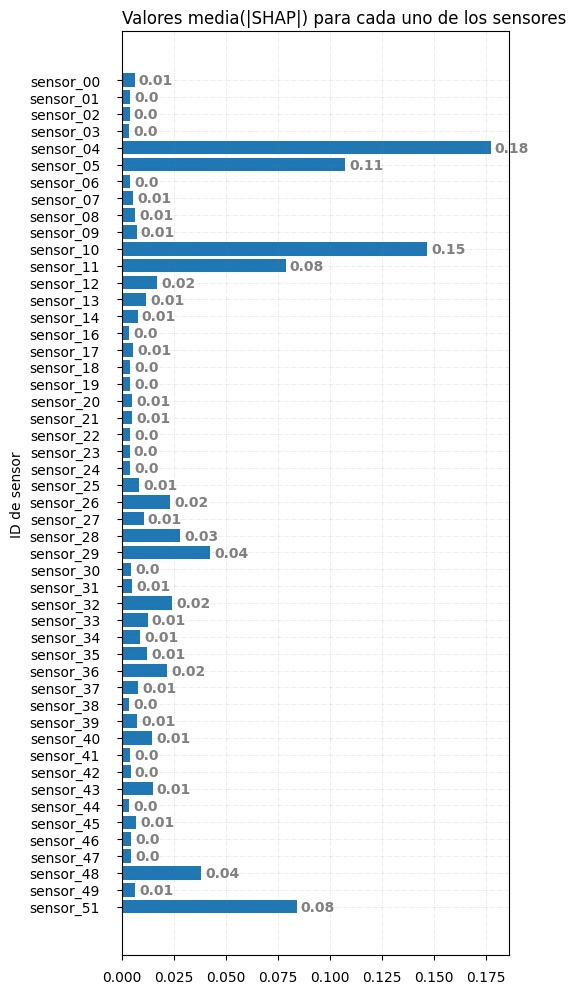 Valores media(|SHAP|) para cada uno de los sensores
ID de sensor
sensor_00 0.01
sensor_01 0.0
sensor_02 0.0
sensor_03 0.0
sensor_04 0.18
sensor_05 0.11
sensor_06 0.0
sensor_07 0.01
sensor_08 0.01
sensor_09 0.01
sensor_10 0.15
sensor_11 0.08
sensor_12 0.02
sensor_13 0.01
sensor_14 0.01
sensor_16 0.0
sensor_17 0.01
sensor_18 0.0
sensor_19 0.0
sensor_20 0.01
sensor_21 0.01
sensor_22 0.0
sensor_23 0.0
sensor_24 0.0
sensor_25 0.01
sensor_26 0.02
sensor_27 0.01
sensor_28 0.03
sensor_29 0.04
sensor_30 0.0
sensor_31 0.01
sensor_32 0.02
sensor_33 0.01
sensor_34 0.01
sensor_35 0.01
sensor_36 0.02
sensor_37 0.01
sensor_38 0.0
sensor_39 0.01
sensor_40 0.01
sensor_41 0.0
sensor_42 0.0
sensor_43 0.01
sensor_44 0.0
sensor_45 0.01
sensor_46 0.0
sensor_47 0.0
sensor_48 0.04
sensor_49 0.01
sensor_51 0.08
0.000 0.025 0.050 0.075 0.100 0.125 0.150 0.175